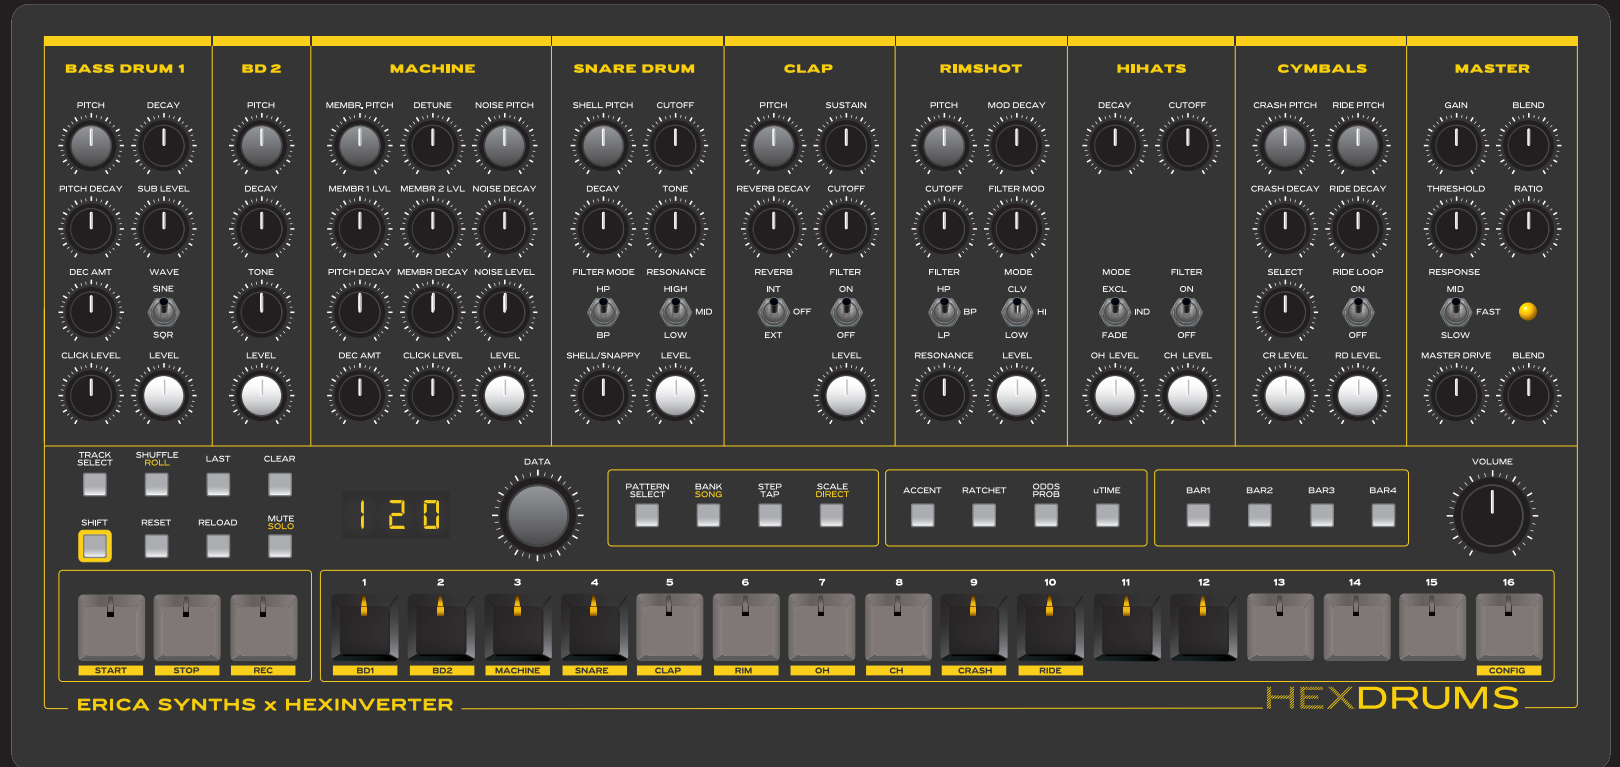 BASS DRUM 1 BD 2 MACHINE SNARE DRUM CLAP RIMSHOT HIHATS CYMBALS MASTER
PITCH DECAY PITCH MEMBR. PITCH DETUNE NOISE PITCH SHELL PITCH CUTOFF PITCH SUSTAIN PITCH MOD DECAY DECAY CUTOFF CRASH PITCH RIDE PITCH GAIN BLEND
PITCH DECAY SUB LEVEL DECAY MEMBR 1 LVL MEMBR 2 LVL NOISE DECAY DECAY TONE REVERB DECAY CUTOFF CUTOFF FILTER MOD CRASH DECAY RIDE DECAY THRESHOLD RATIO
DEC AMT WAVE TONE PITCH DECAY MEMBR DECAY NOISE LEVEL FILTER MODE RESONANCE REVERB FILTER FILTER MODE MODE FILTER SELECT RIDE LOOP RESPONSE
SINE HP HIGH INT ON HP CLV EXCL ON ON MID
MID OFF BP HI IND FAST
SQR BP LOW EXT OFF LP LOW FADE OFF OFF SLOW
CLICK LEVEL LEVEL LEVEL DEC AMT CLICK LEVEL LEVEL SHELL/SNAPPY LEVEL LEVEL RESONANCE LEVEL OH LEVEL CH LEVEL CR LEVEL RD LEVEL MASTER DRIVE BLEND
TRACK SELECT
SHUFFLE ROLL
LAST
CLEAR
SHIFT
RESET
RELOAD
MUTE SOLO
120
DATA
PATTERN SELECT
BANK SONG
STEP TAP
SCALE DIRECT
ACCENT
RATCHET
ODDS PROB
uTIME
BAR1
BAR2
BAR3
BAR4
VOLUME
1 2 3 4 5 6 7 8 9 10 11 12 13 14 15 16
START STOP REC BD1 BD2 MACHINE SNARE CLAP RIM OH CH CRASH RIDE CONFIG
ERICA SYNTHS x HEXINVERTER
HEXDRUMS